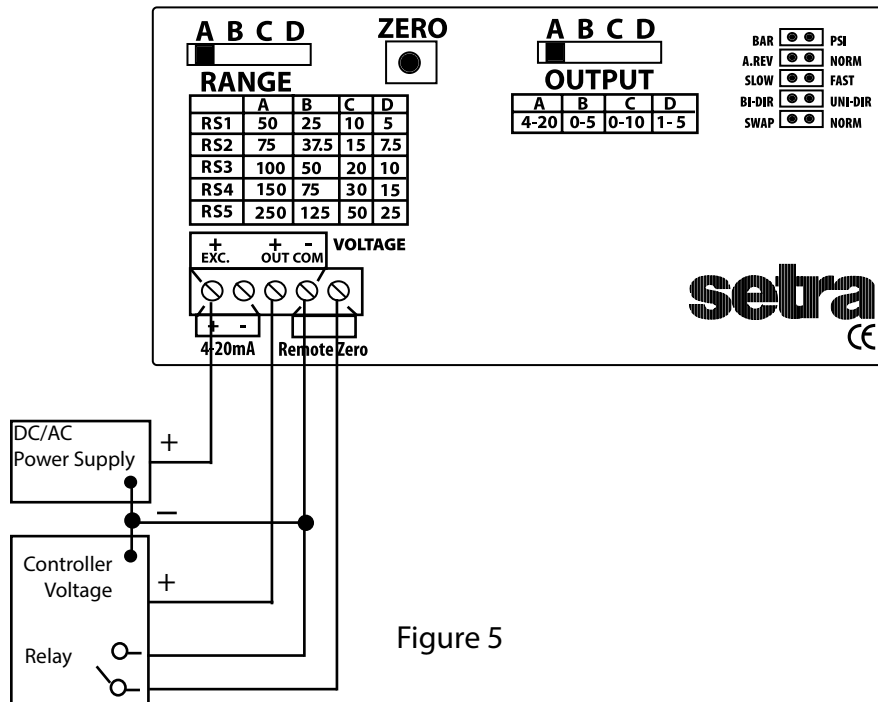 A B C D
RANGE
A B C D
RS1 50 25 10 5
RS2 75 37.5 15 7.5
RS3 100 50 20 10
RS4 150 75 30 15
RS5 250 125 50 25
ZERO
A B C D
OUTPUT
A B C D
4-20 0-5 0-10 1-5
BAR PSI
A.REV NORM
SLOW FAST
BI-DIR UNI-DIR
SWAP NORM
+ + - VOLTAGE
EXC. OUT COM
+ -
4-20mA Remote Zero
setra
CE
DC/AC
Power Supply +
−
Controller
Voltage +
Relay
Figure 5